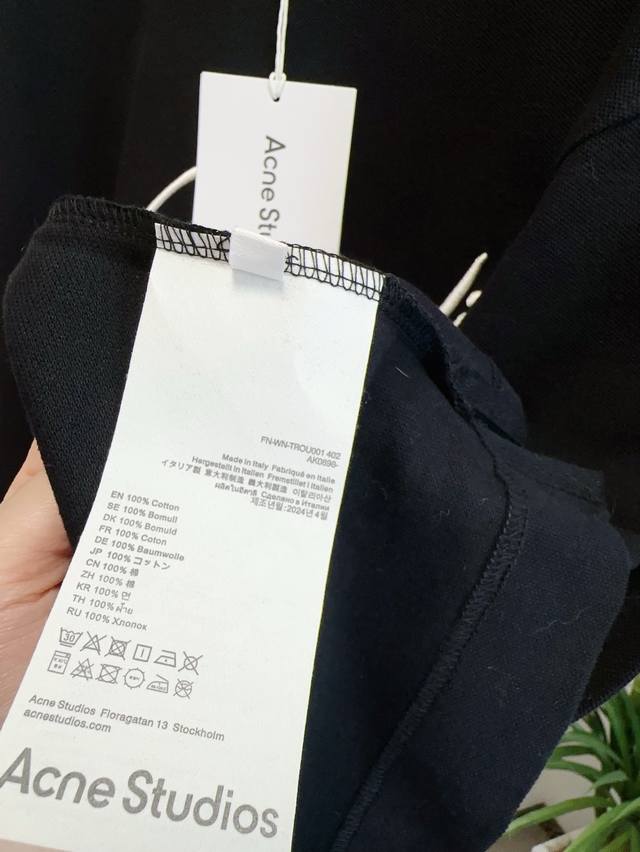 Acne Stu
FN-WN-TROU001 402
AK0698-
Made in Italy Fabriqué en Italie
Hergestellt in Italien Fremstillet i Italien
イタリア製 意大利制造 義大利製造 이탈리아산
ผลิตในอิตาลี Сделано в Италии
제조년월:2024년 4월
EN 100% Cotton
SE 100% Bomull
DK 100% Bomuld
FR 100% Coton
DE 100% Baumwolle
JP 100% コットン
CN 100% 棉
ZH 100% 棉
KR 100% 면
TH 100% ฝ้าย
RU 100% Хлопок
30
Acne Studios Floragatan 13 Stockholm
acnestudios.com
Acne Studios